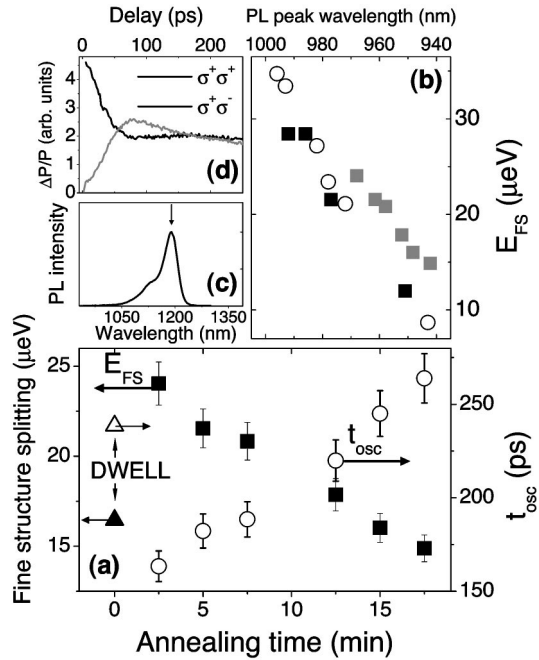 Delay (ps)
0 50 100 150 200
PL peak wavelength (nm)
1000 980 960 940
ΔP/P (arb. units)
4
3
2
1
0
σ⁺σ⁺
σ⁺σ⁻
(d)
(b)
30
20
10
E_FS (μeV)
PL intensity
(c)
1050 1200 1350
Wavelength (nm)
Fine structure splitting (μeV)
25
20
15
E_FS
DWELL
t_osc
(a)
250
200
150
t_osc (ps)
0 5 10 15
Annealing time (min)